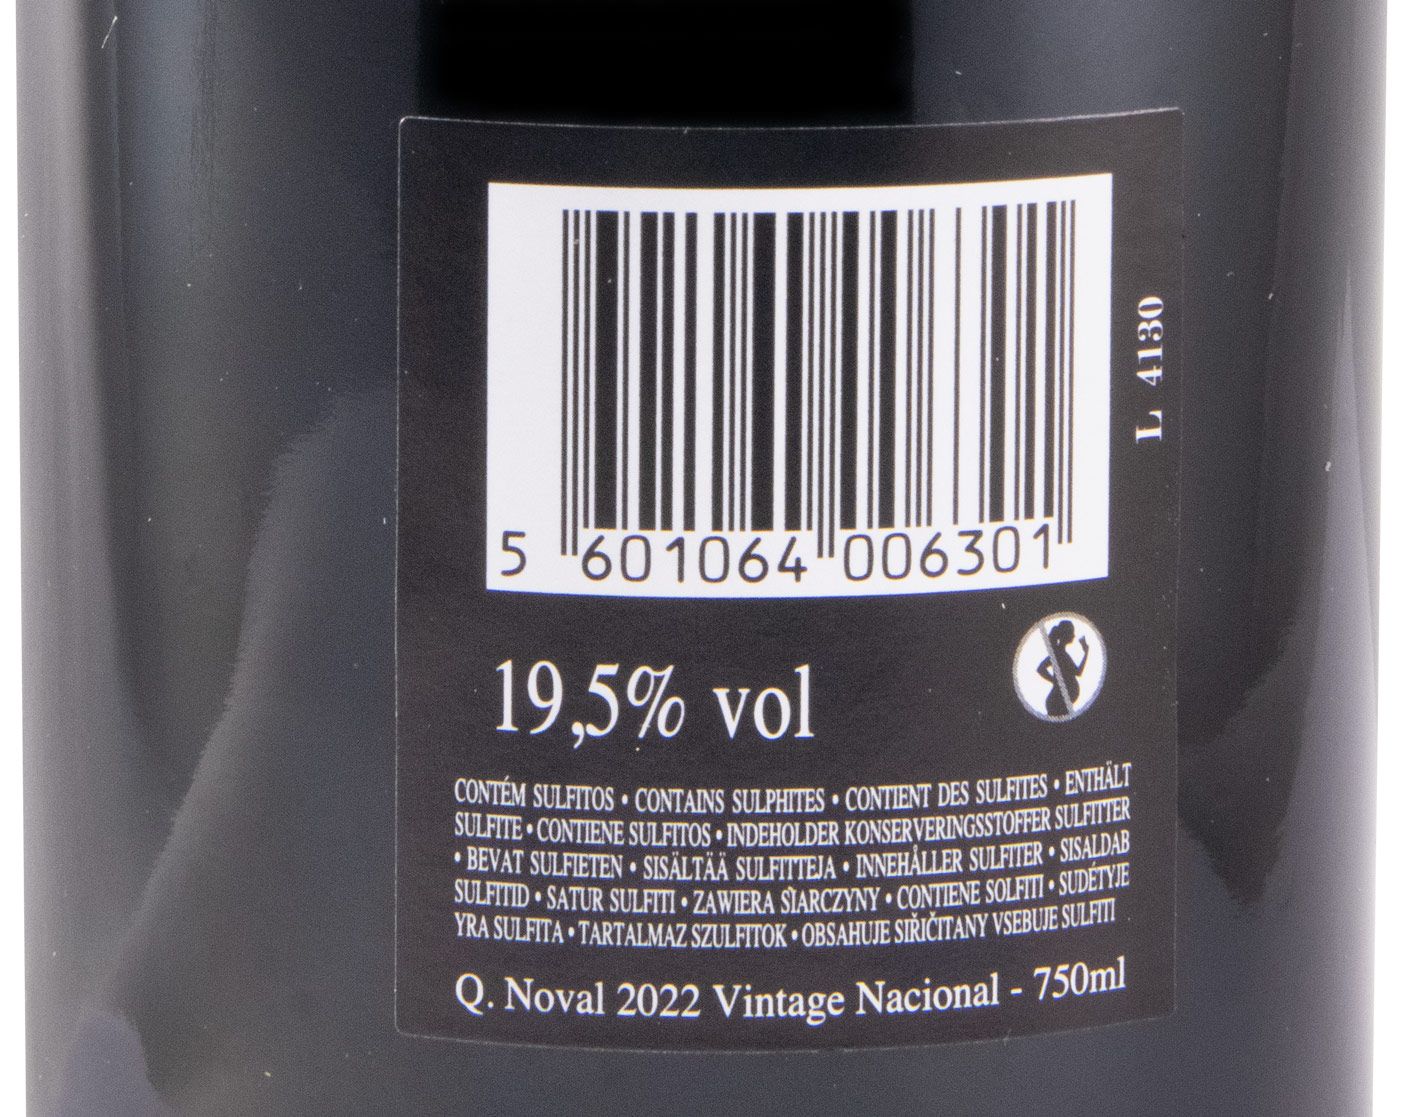 5 601064 006301
L 4130
19,5% vol
CONTÉM SULFITOS • CONTAINS SULPHITES • CONTIENT DES SULFITES • ENTHÄLT
SULFITE • CONTIENE SULFITOS • INDEHOLDER KONSERVERINGSSTOFFER SULFITTER
• BEVAT SULFIETEN • SISÄLTÄÄ SULFITTEJA • INNEHÅLLER SULFITER • SISALDAB
SULFITID • SATUR SULFITI • ZAWIERA SIARCZYNY • CONTIENE SOLFITI • SUDÉTYJE
YRA SULFITA • TARTALMAZ SZULFITOK • OBSAHUJE SIŘIČITANY VSEBUJE SULFITI
Q. Noval 2022 Vintage Nacional - 750ml